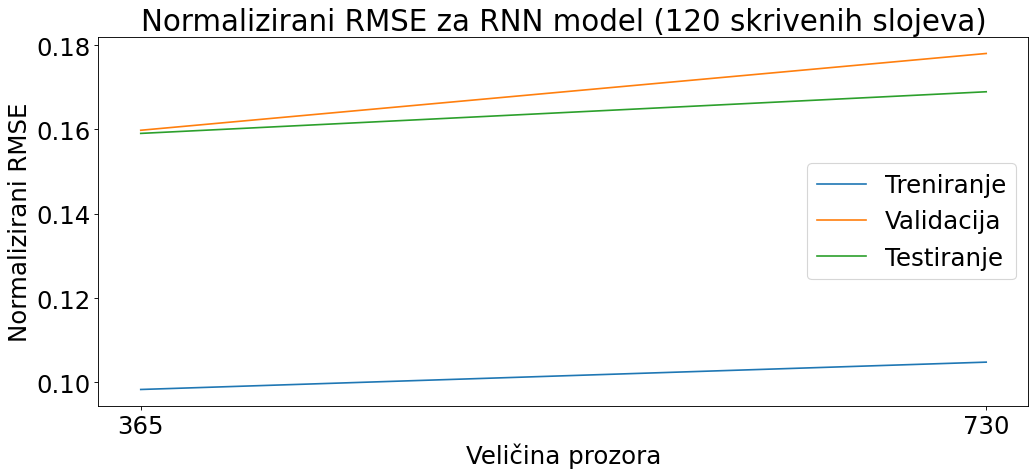 Normalizirani RMSE za RNN model (120 skrivenih slojeva)
Normalizirani RMSE
0.18
0.16
0.14
0.12
0.10
Treniranje
Validacija
Testiranje
365
730
Veličina prozora